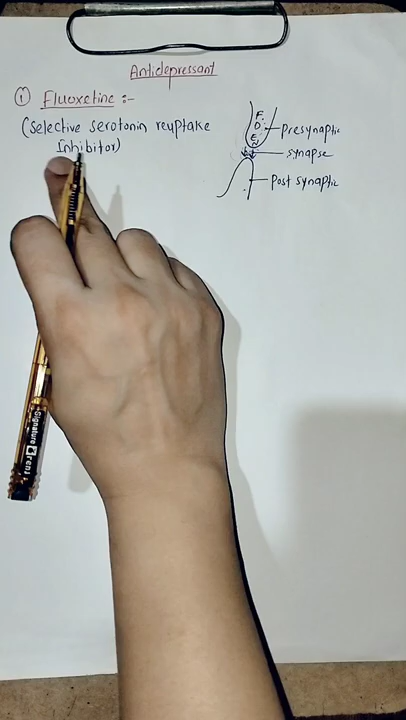 Antidepressant
① Fluoxetine :-
(Selective serotonin reuptake
Inhibitor)
Presynaptic
synapse
Post synaptic
Signature